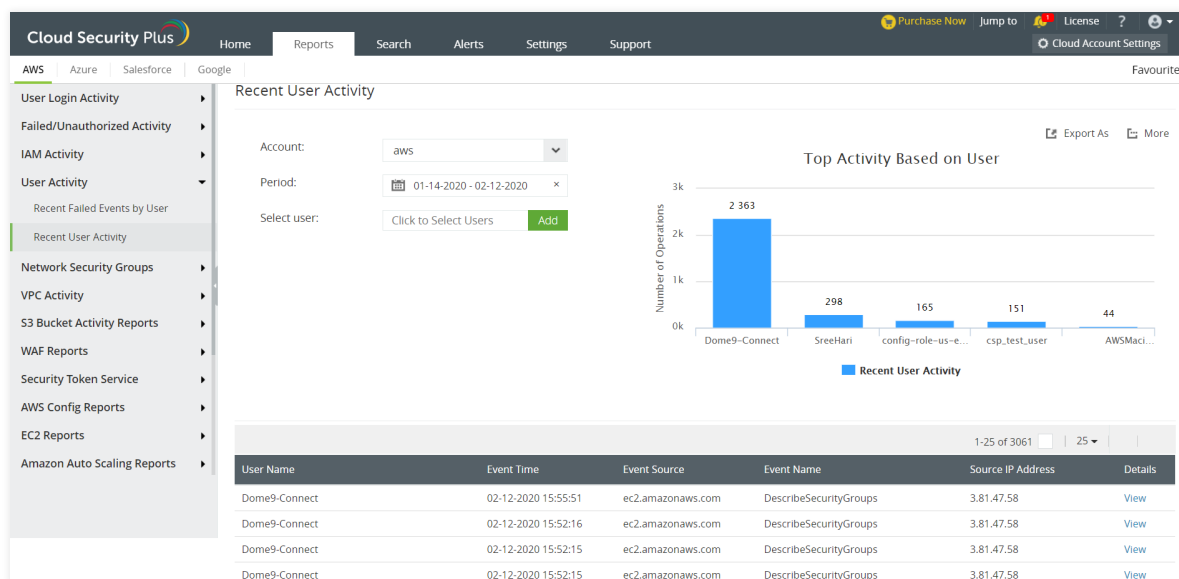 Purchase Now Jump to 1 License ?
Cloud Security Plus
Home Reports Search Alerts Settings Support
Cloud Account Settings
AWS Azure Salesforce Google
Favourite
User Login Activity
Failed/Unauthorized Activity
IAM Activity
User Activity
Recent Failed Events by User
Recent User Activity
Network Security Groups
VPC Activity
S3 Bucket Activity Reports
WAF Reports
Security Token Service
AWS Config Reports
EC2 Reports
Amazon Auto Scaling Reports
Recent User Activity
Export As More
Account: aws
Period: 01-14-2020 - 02-12-2020 ×
Select user: Click to Select Users Add
Top Activity Based on User
Number of Operations
3k
2k
1k
0k
2 363
298
165
151
44
Dome9-Connect SreeHari config-role-us-e... csp_test_user AWSMaci...
Recent User Activity
1-25 of 3061 25
User Name Event Time Event Source Event Name Source IP Address Details
Dome9-Connect 02-12-2020 15:55:51 ec2.amazonaws.com DescribeSecurityGroups 3.81.47.58 View
Dome9-Connect 02-12-2020 15:52:16 ec2.amazonaws.com DescribeSecurityGroups 3.81.47.58 View
Dome9-Connect 02-12-2020 15:52:15 ec2.amazonaws.com DescribeSecurityGroups 3.81.47.58 View
Dome9-Connect 02-12-2020 15:52:15 ec2.amazonaws.com DescribeSecurityGroups 3.81.47.58 View